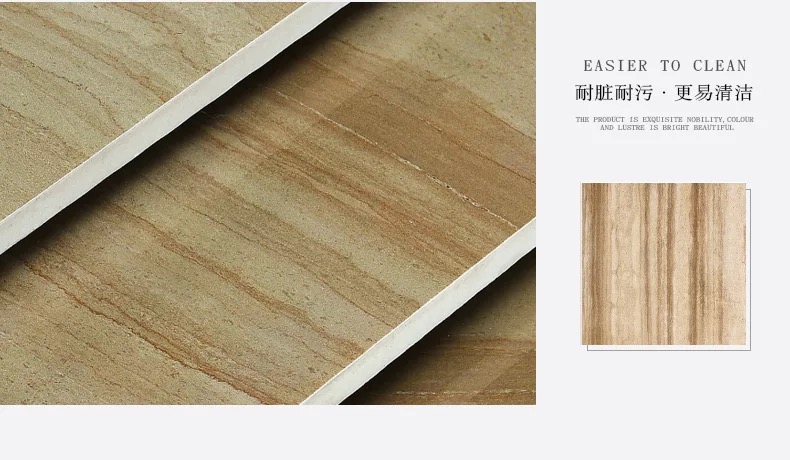 EASIER TO CLEAN
耐脏耐污·更易清洁
THE PRODUCT IS EXQUISITE NOBILITY,COLOUR
AND LUSTRE IS BRIGHT BEAUTIFUL